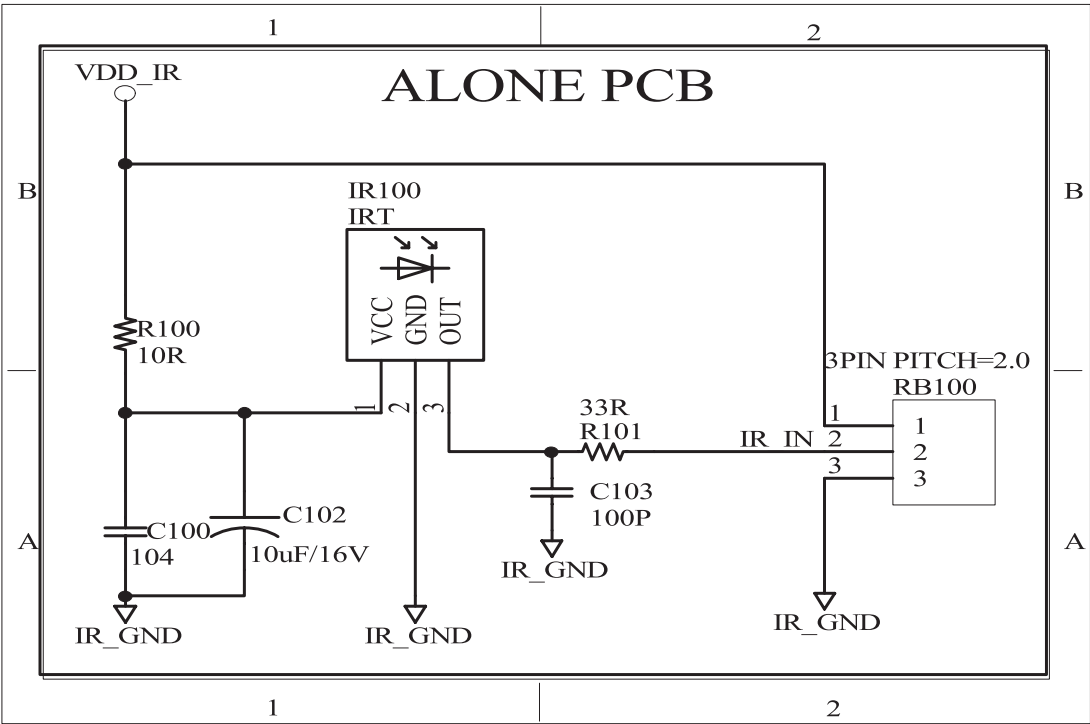 1
2
VDD_IR
ALONE PCB
B
B
IR100
IRT
VCC
GND
OUT
R100
10R
3PIN PITCH=2.0
RB100
1
2
3
33R
R101
IR IN
1
2
3
1
2
3
C103
100P
C102
10uF/16V
C100
104
A
A
IR_GND
IR_GND
IR_GND
IR_GND
1
2